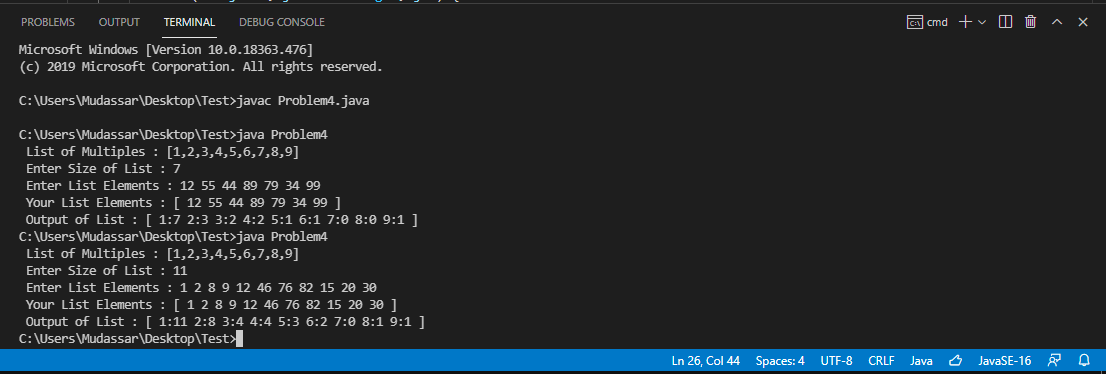 PROBLEMS OUTPUT TERMINAL DEBUG CONSOLE cmd
Microsoft Windows [Version 10.0.18363.476]
(c) 2019 Microsoft Corporation. All rights reserved.
C:\Users\Mudassar\Desktop\Test>javac Problem4.java
C:\Users\Mudassar\Desktop\Test>java Problem4
List of Multiples : [1,2,3,4,5,6,7,8,9]
Enter Size of List : 7
Enter List Elements : 12 55 44 89 79 34 99
Your List Elements : [ 12 55 44 89 79 34 99 ]
Output of List : [ 1:7 2:3 3:2 4:2 5:1 6:1 7:0 8:0 9:1 ]
C:\Users\Mudassar\Desktop\Test>java Problem4
List of Multiples : [1,2,3,4,5,6,7,8,9]
Enter Size of List : 11
Enter List Elements : 1 2 8 9 12 46 76 82 15 20 30
Your List Elements : [ 1 2 8 9 12 46 76 82 15 20 30 ]
Output of List : [ 1:11 2:8 3:4 4:4 5:3 6:2 7:0 8:1 9:1 ]
C:\Users\Mudassar\Desktop\Test>
Ln 26, Col 44 Spaces: 4 UTF-8 CRLF Java JavaSE-16